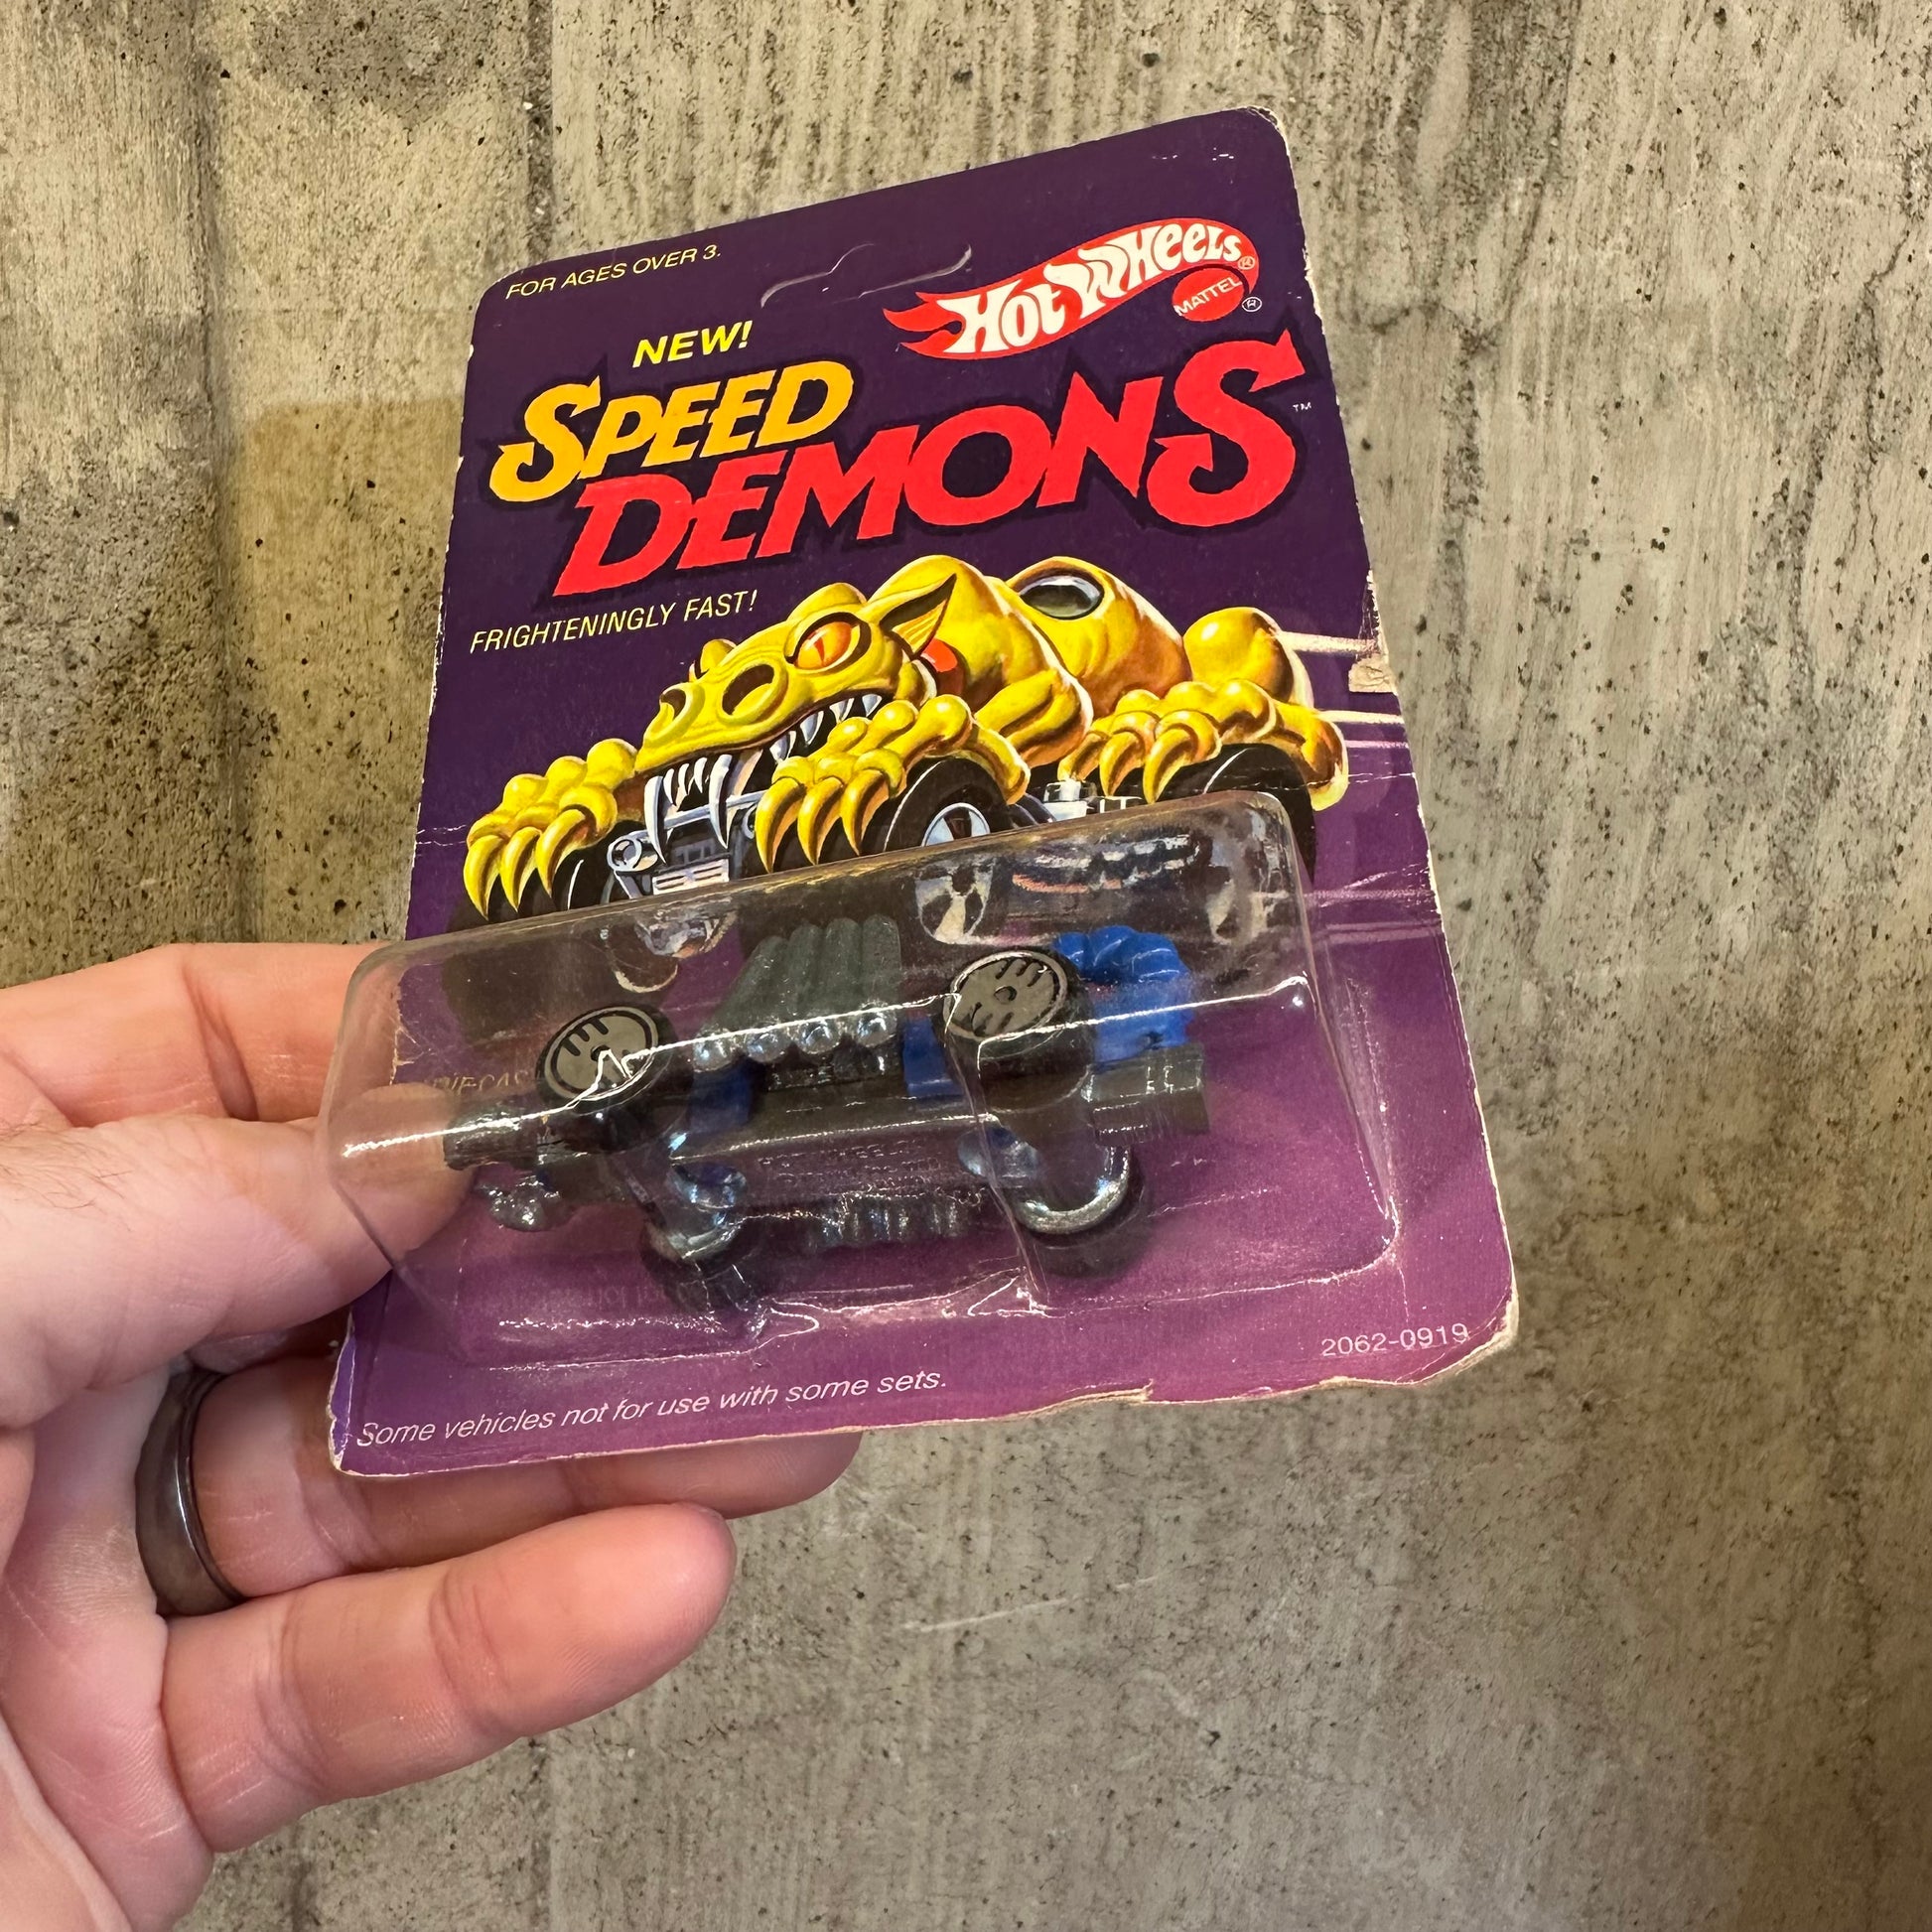 FOR AGES OVER 3.
HOT WHEELS®
MATTEL®
NEW!
SPEED
DEMONS™
FRIGHTENINGLY FAST!
2062-0919
Some vehicles not for use with some sets.